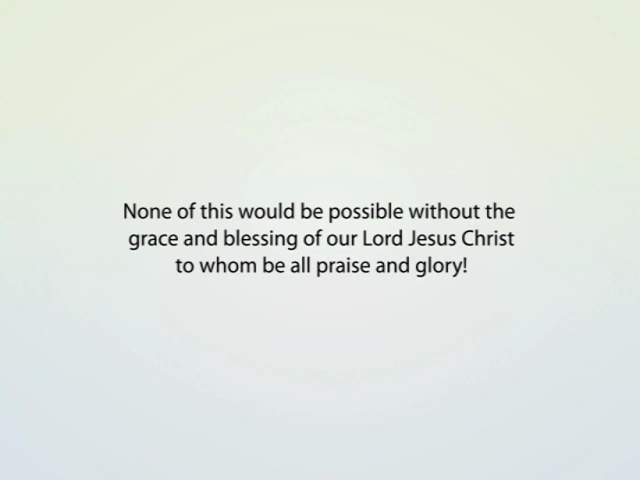 None of this would be possible without the
grace and blessing of our Lord Jesus Christ
to whom be all praise and glory!